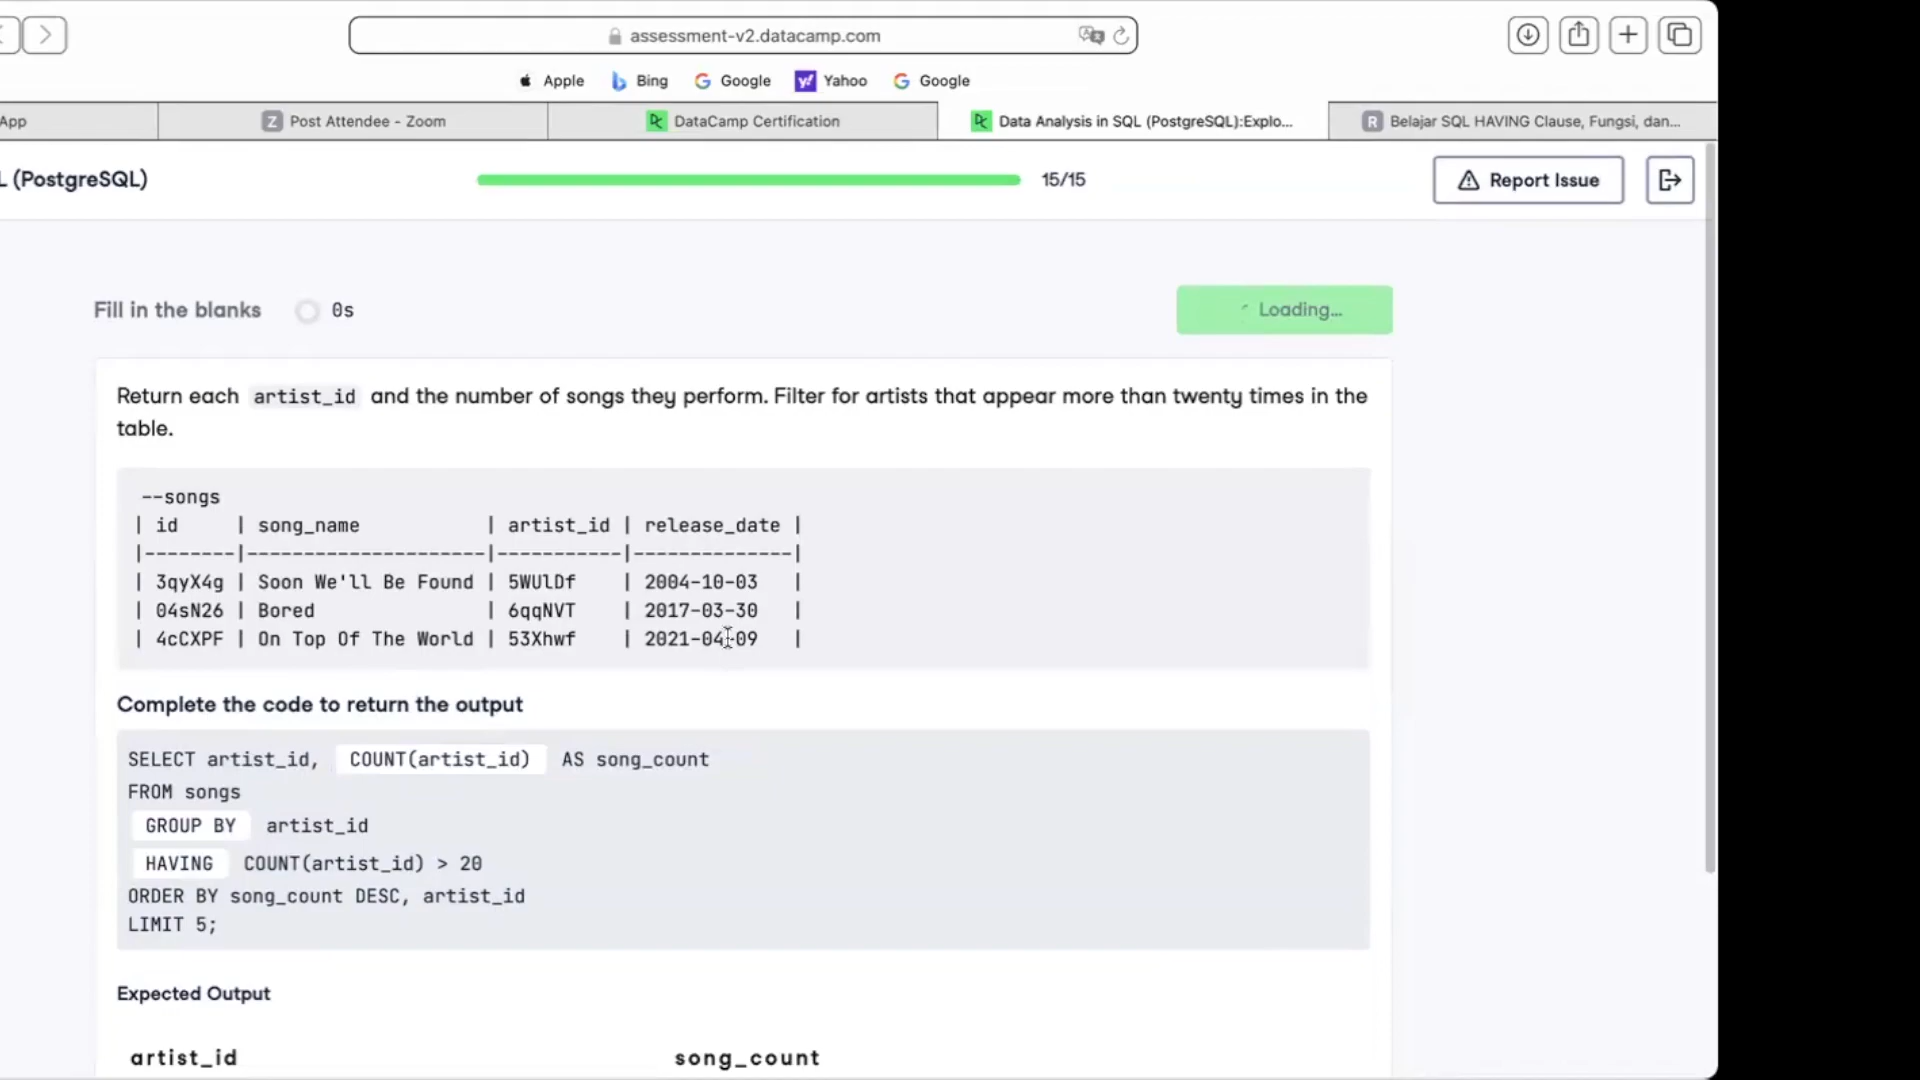 assessment-v2.datacamp.com
Apple Bing Google Yahoo Google
App Post Attendee - Zoom DataCamp Certification Data Analysis in SQL (PostgreSQL):Explo... Belajar SQL HAVING Clause, Fungsi, dan...
L (PostgreSQL) 15/15 Report Issue
Fill in the blanks 0s Loading...
Return each artist_id and the number of songs they perform. Filter for artists that appear more than twenty times in the
table.
--songs
| id | song_name | artist_id | release_date |
|--------|---------------------|-----------|--------------|
| 3qyX4g | Soon We'll Be Found | 5WUlDf | 2004-10-03 |
| 04sN26 | Bored | 6qqNVT | 2017-03-30 |
| 4cCXPF | On Top Of The World | 53Xhwf | 2021-04-09 |
Complete the code to return the output
SELECT artist_id, COUNT(artist_id) AS song_count
FROM songs
GROUP BY artist_id
HAVING COUNT(artist_id) > 20
ORDER BY song_count DESC, artist_id
LIMIT 5;
Expected Output
artist_id song_count